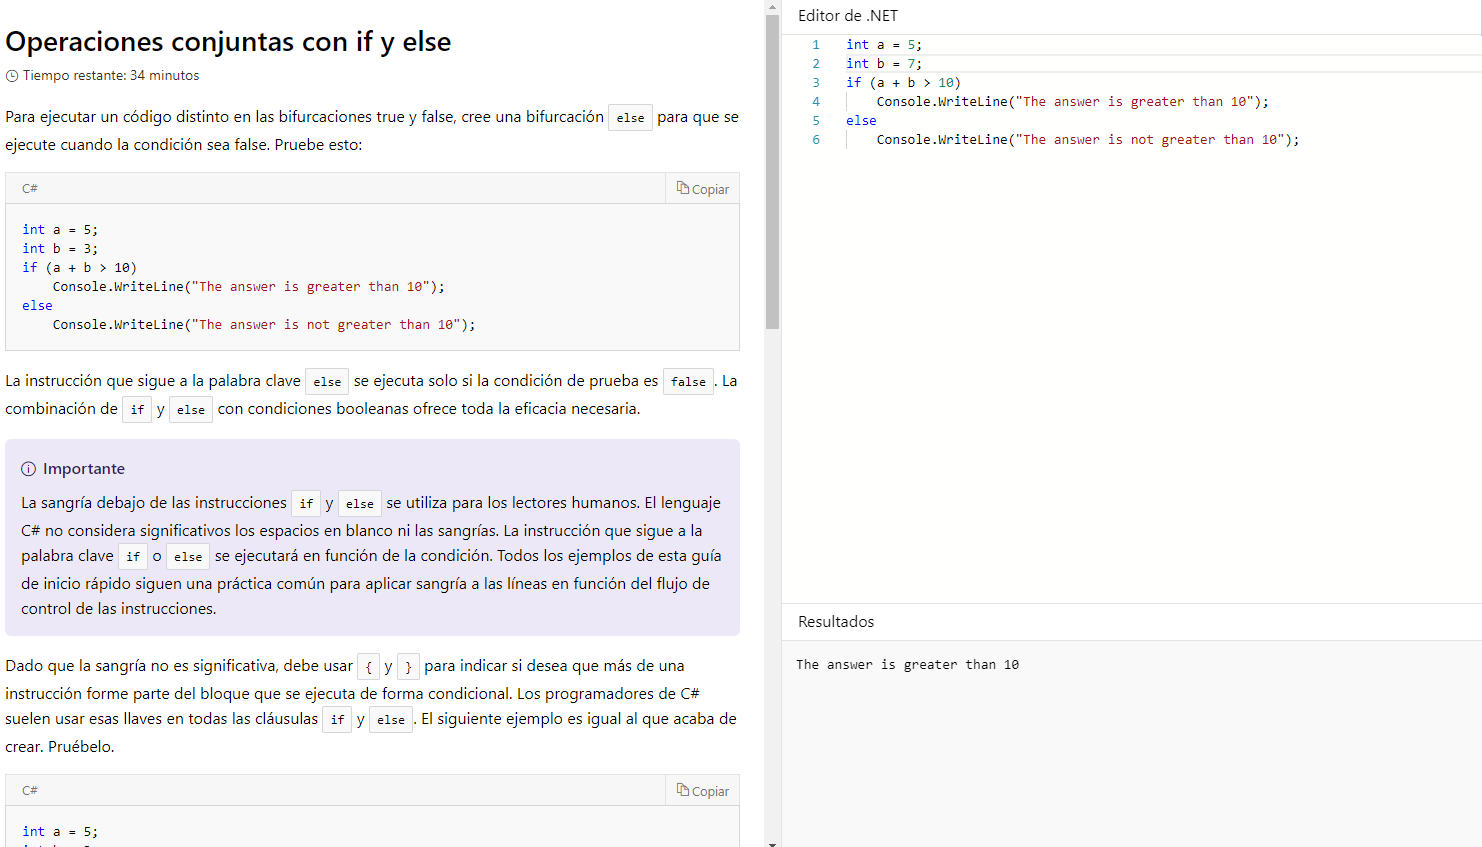 Operaciones conjuntas con if y else
Tiempo restante: 34 minutos
Para ejecutar un código distinto en las bifurcaciones true y false, cree una bifurcación else para que se
ejecute cuando la condición sea false. Pruebe esto:
C#
Copiar
int a = 5;
int b = 3;
if (a + b > 10)
    Console.WriteLine("The answer is greater than 10");
else
    Console.WriteLine("The answer is not greater than 10");
La instrucción que sigue a la palabra clave else se ejecuta solo si la condición de prueba es false. La
combinación de if y else con condiciones booleanas ofrece toda la eficacia necesaria.
Importante
La sangría debajo de las instrucciones if y else se utiliza para los lectores humanos. El lenguaje
C# no considera significativos los espacios en blanco ni las sangrías. La instrucción que sigue a la
palabra clave if o else se ejecutará en función de la condición. Todos los ejemplos de esta guía
de inicio rápido siguen una práctica común para aplicar sangría a las líneas en función del flujo de
control de las instrucciones.
Dado que la sangría no es significativa, debe usar { y } para indicar si desea que más de una
instrucción forme parte del bloque que se ejecuta de forma condicional. Los programadores de C#
suelen usar esas llaves en todas las cláusulas if y else. El siguiente ejemplo es igual al que acaba de
crear. Pruébelo.
C#
Copiar
int a = 5;
Editor de .NET
1 int a = 5;
2 int b = 7;
3 if (a + b > 10)
4     Console.WriteLine("The answer is greater than 10");
5 else
6     Console.WriteLine("The answer is not greater than 10");
Resultados
The answer is greater than 10